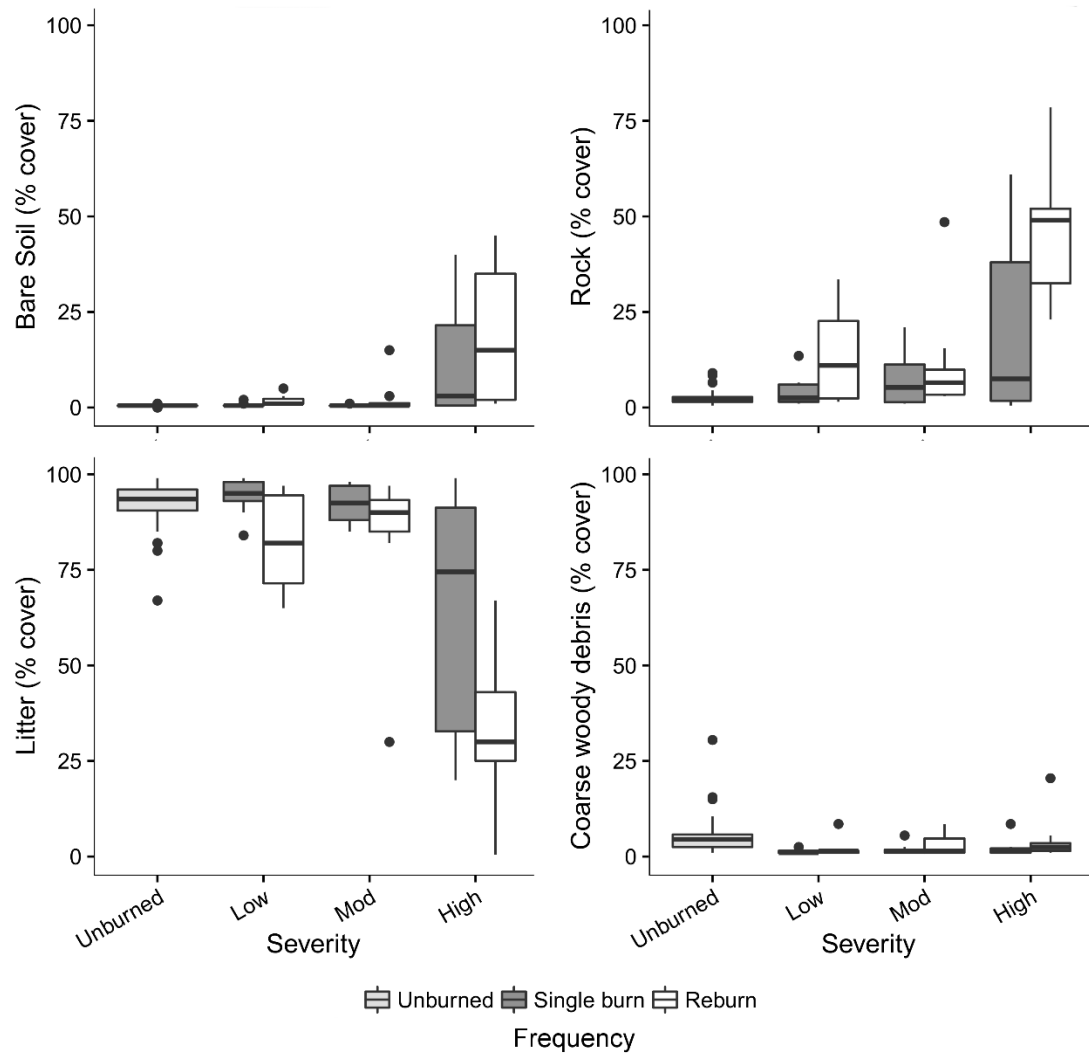 Bare Soil (% cover)
100
75
50
25
0
Rock (% cover)
100
75
50
25
0
Litter (% cover)
100
75
50
25
0
Unburned
Low
Mod
High
Severity
Coarse woody debris (% cover)
100
75
50
25
0
Unburned
Low
Mod
High
Severity
Unburned Single burn Reburn
Frequency